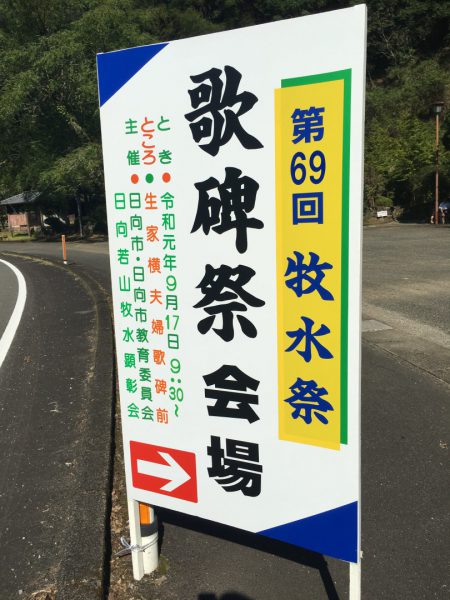 第69回 牧水祭
歌碑祭会場
とき●令和元年9月17日 9:30~
ところ●生家横夫婦歌碑前
主催●日向市・日向市教育委員会
日向若山牧水顕彰会